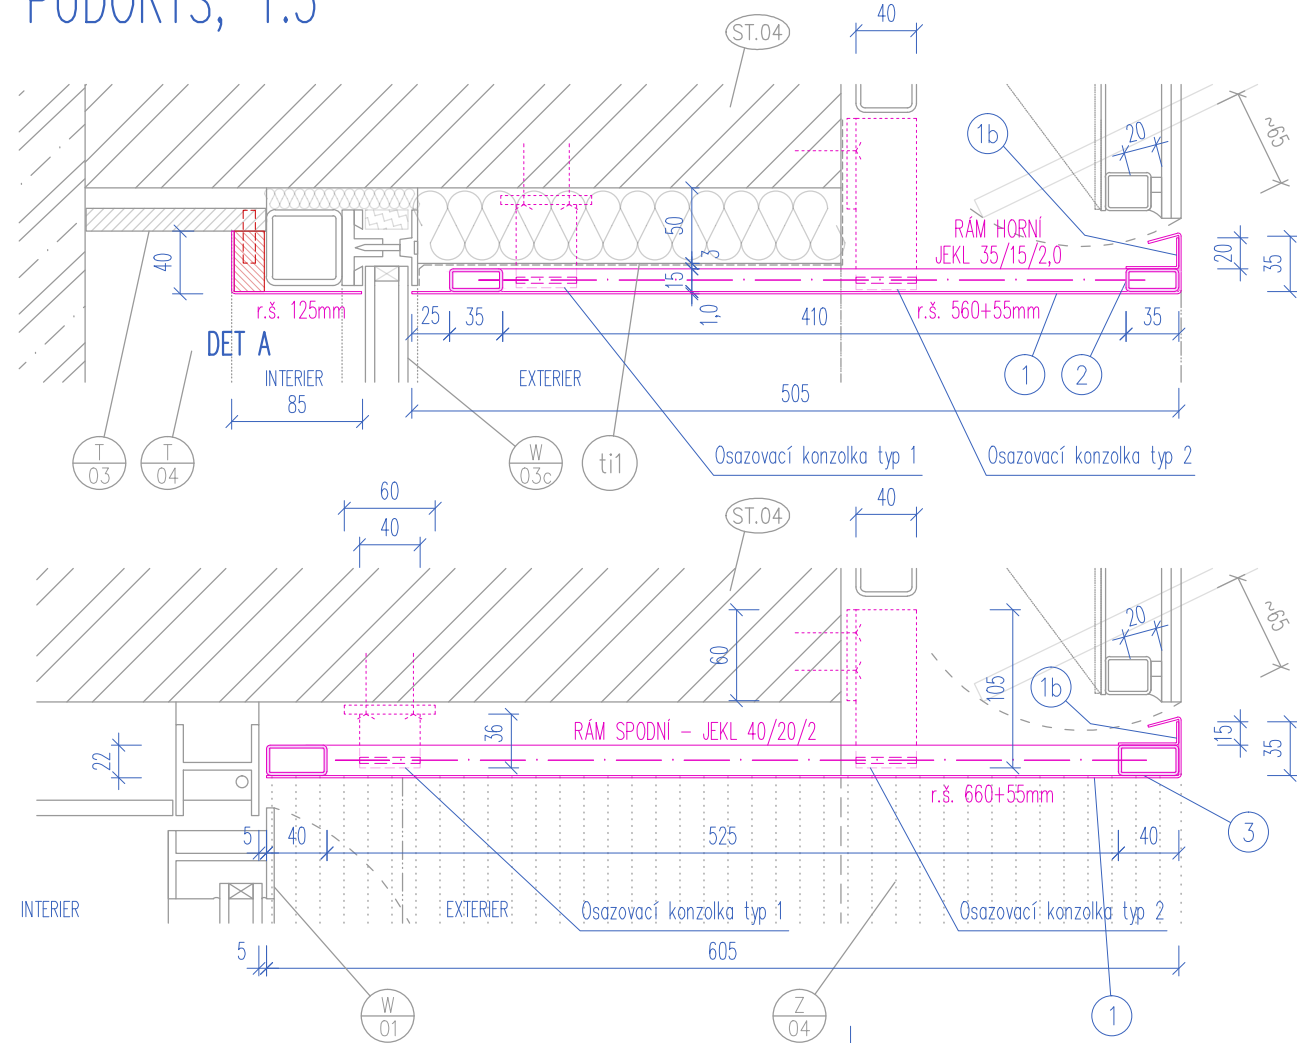 PŮDORYS, 1:5
ST.04
40
1b
20
~65
RÁM HORNÍ
JEKL 35/15/2,0
50
3
15
1,0
40
20
35
r.š. 125mm
25
35
410
r.š. 560+55mm
35
DET A
INTERIER
EXTERIER
1
2
85
505
T
03
T
04
W
03c
ti1
Osazovací konzolka typ 1
Osazovací konzolka typ 2
60
40
ST.04
40
20
~65
60
105
1b
36
RÁM SPODNÍ - JEKL 40/20/2
15
35
22
r.š. 660+55mm
5
40
525
40
3
INTERIER
EXTERIER
Osazovací konzolka typ 1
Osazovací konzolka typ 2
5
605
W
01
Z
04
1